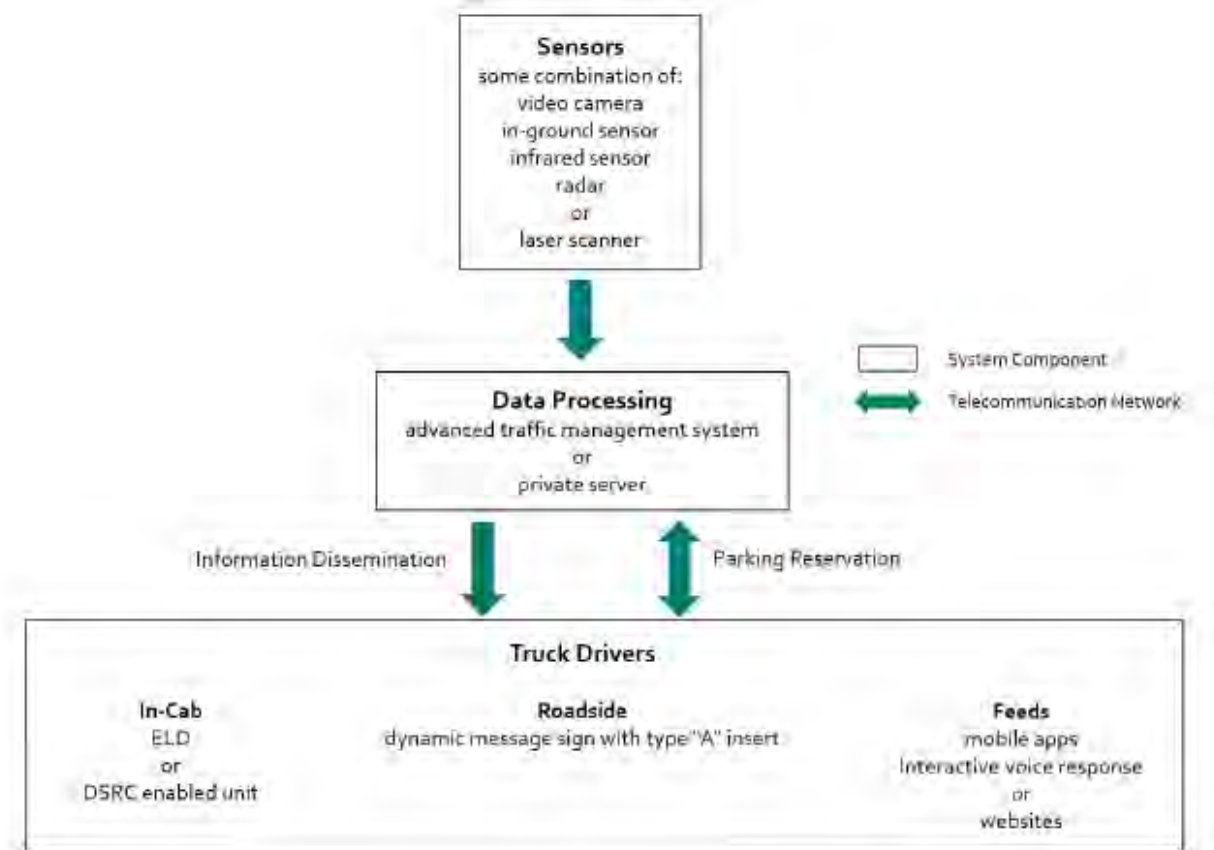 Sensors
some combination of:
video camera
in-ground sensor
infrared sensor
radar
or
laser scanner
System Component
Telecommunication Network
Data Processing
advanced traffic management system
or
private server
Information Dissemination
Parking Reservation
Truck Drivers
In-Cab
ELD
or
DSRC enabled unit
Roadside
dynamic message sign with type "A" insert
Feeds
mobile apps
Interactive voice response
or
websites